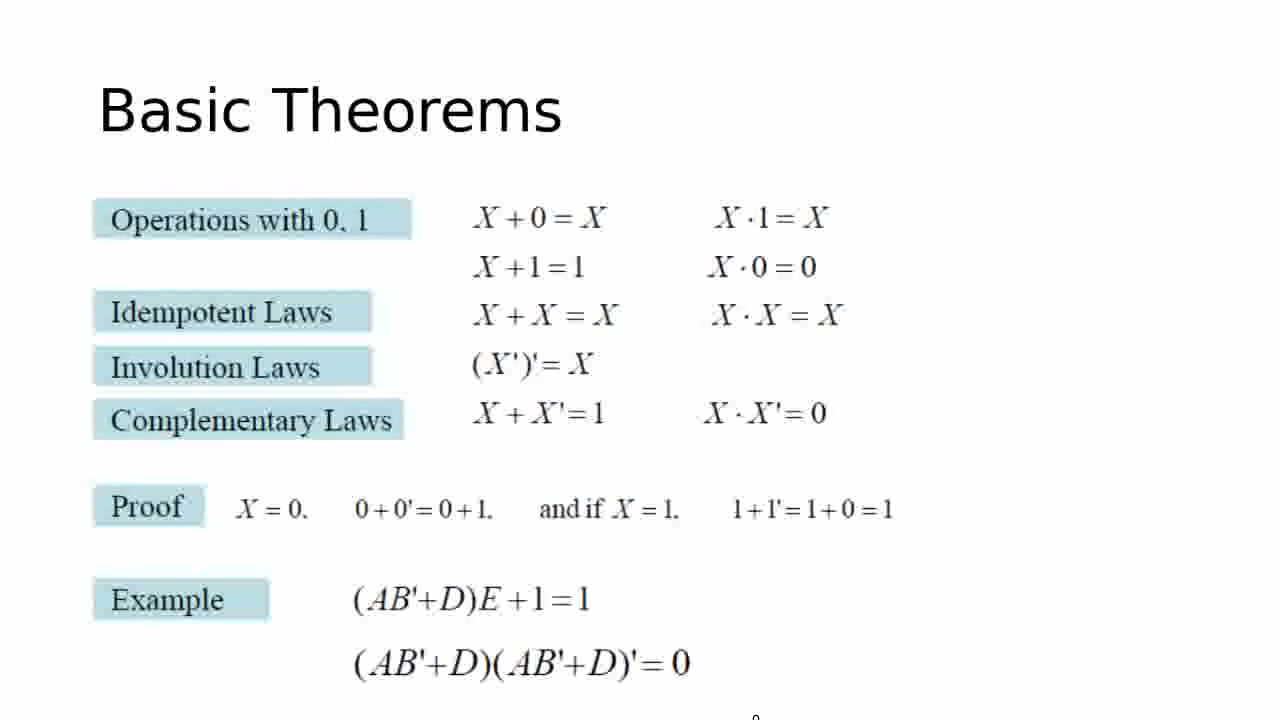 Basic Theorems
Operations with 0, 1 X + 0 = X X · 1 = X
X + 1 = 1 X · 0 = 0
Idempotent Laws X + X = X X · X = X
Involution Laws (X')' = X
Complementary Laws X + X' = 1 X · X' = 0
Proof X = 0, 0 + 0' = 0 + 1, and if X = 1, 1 + 1' = 1 + 0 = 1
Example (AB'+D)E + 1 = 1
(AB'+D)(AB'+D)' = 0